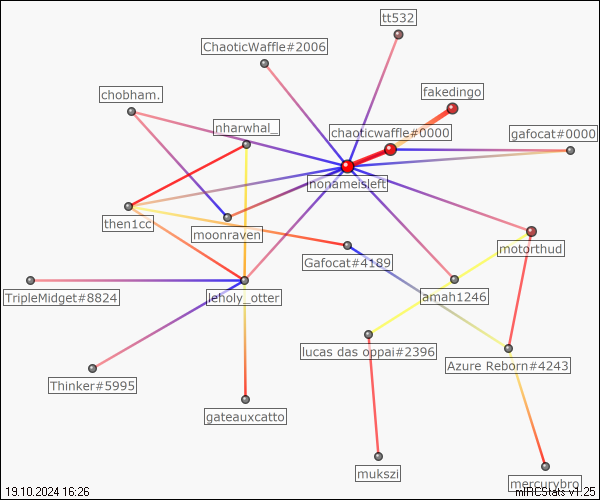 tt532
ChaoticWaffle#2006
fakedingo
chobham.
nharwhal_
chaoticwaffle#0000
gafocat#0000
nonameisleft
then1cc
moonraven
motorthud
Gafocat#4189
TripleMidget#8824
leholy_otter
amah1246
lucas das oppai#2396
Azure Reborn#4243
Thinker#5995
gateauxcatto
mukszi
mercurybro
19.10.2024 16:26
mIRCStats v1.25